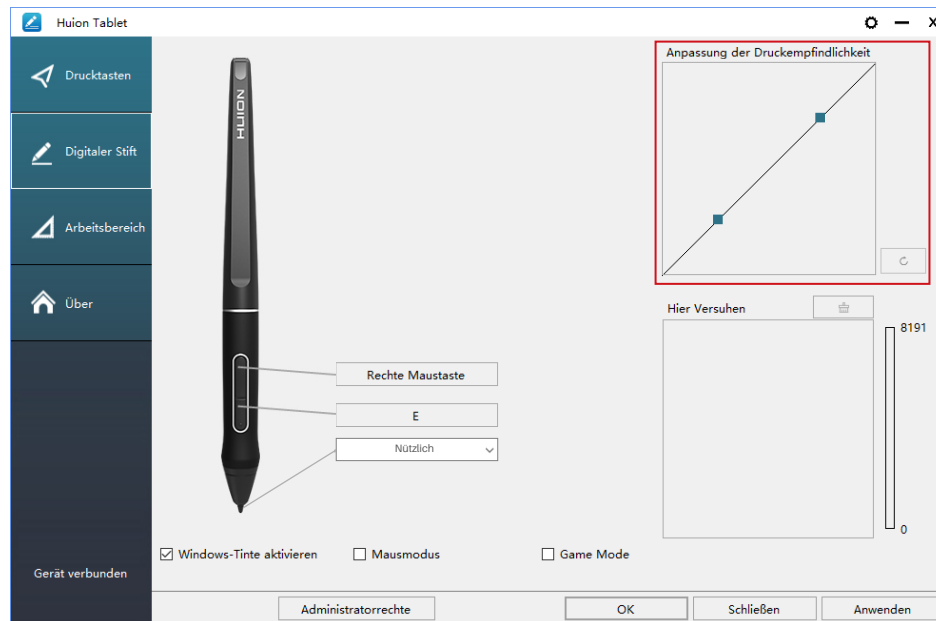 Huion Tablet
Drucktasten
Digitaler Stift
Arbeitsbereich
Über
Gerät verbunden
HUION
Rechte Maustaste
E
Nützlich
Anpassung der Druckempfindlichkeit
Hier Versuhen
8191
0
Windows-Tinte aktivieren
Mausmodus
Game Mode
Administratorrechte
OK
Schließen
Anwenden